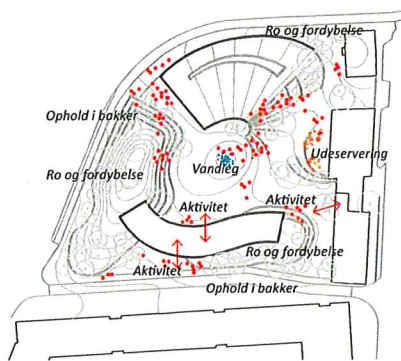 Ro og fordybelse
Ophold i bakker
Udeservering
Vandleg
Ro og fordybelse
Aktivitet
Aktivitet
Ro og fordybelse
Aktivitet
Ophold i bakker